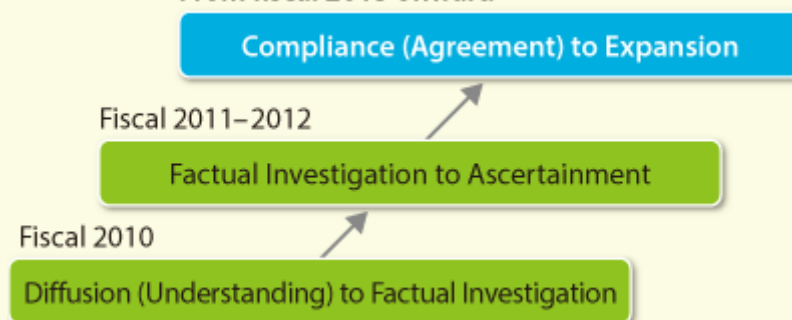 Compliance (Agreement) to Expansion
Fiscal 2011–2012
Factual Investigation to Ascertainment
Fiscal 2010
Diffusion (Understanding) to Factual Investigation